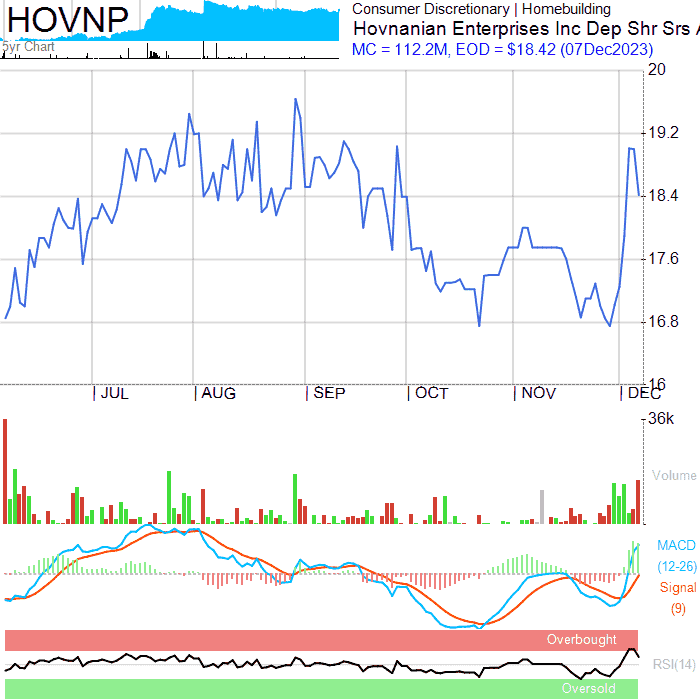 HOVNP
5yr Chart
Consumer Discretionary | Homebuilding
Hovnanian Enterprises Inc Dep Shr Srs A
MC = 112.2M, EOD = $18.42 (07Dec2023)
20
19.2
18.4
17.6
16.8
16
JUL AUG SEP OCT NOV DEC
36k
Volume
MACD
(12-26)
Signal
(9)
Overbought
RSI(14)
Oversold